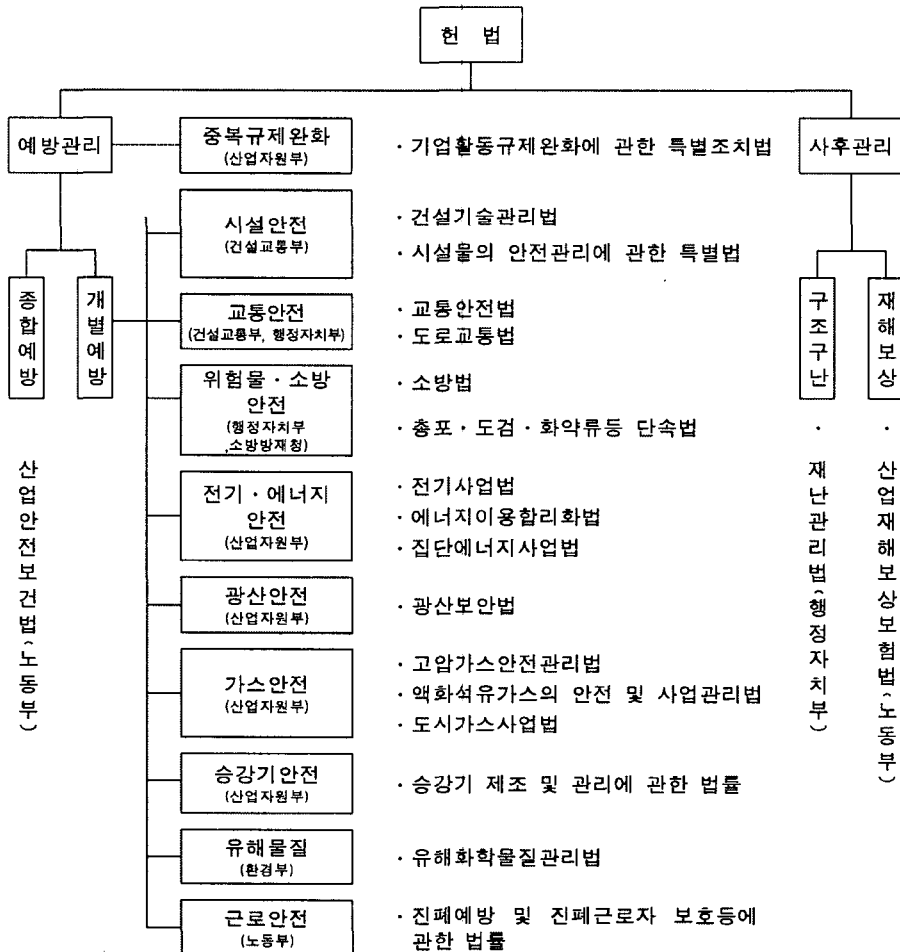 헌 법
예방관리
중복규제완화
(산업자원부)
· 기업활동규제완화에 관한 특별조치법
사후관리
시설안전
(건설교통부)
· 건설기술관리법
· 시설물의 안전관리에 관한 특별법
종합예방
개별예방
교통안전
(건설교통부, 행정자치부)
· 교통안전법
· 도로교통법
구조구난
재해보상
위험물 · 소방
안전
(행정자치부
,소방방재청)
· 소방법
· 총포 · 도검 · 화약류등 단속법
산업안전보건법(노동부)
전기 · 에너지
안전
(산업자원부)
· 전기사업법
· 에너지이용합리화법
· 집단에너지사업법
· 재난관리법(행정자치부)
· 산업재해보상보험법(노동부)
광산안전
(산업자원부)
· 광산보안법
가스안전
(산업자원부)
· 고압가스안전관리법
· 액화석유가스의 안전 및 사업관리법
· 도시가스사업법
승강기안전
(산업자원부)
· 승강기 제조 및 관리에 관한 법률
유해물질
(환경부)
· 유해화학물질관리법
근로안전
(노동부)
· 진폐예방 및 진폐근로자 보호등에
관한 법률